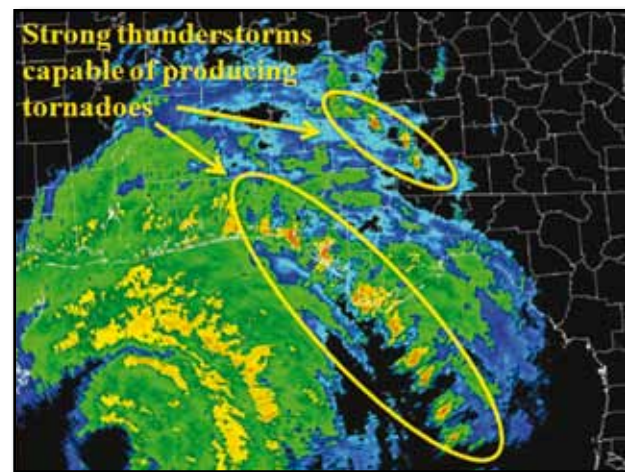 Strong thunderstorms
capable of producing
tornadoes